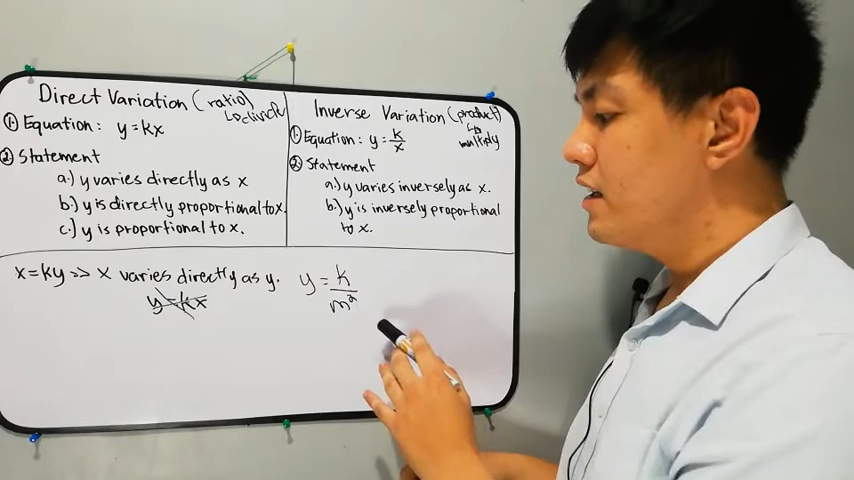 Direct Variation (ratio)
↳ divide
1. Equation: y=kx
2. Statement
a.) y varies directly as x
b.) y is directly proportional to x.
c.) y is proportional to x.
Inverse Variation (product)
↳ multiply
1. Equation: y = k/x
2. Statement
a.) y varies inversely as x.
b.) y is inversely proportional
to x.
x=ky >> x varies directly as y.
y=kx
y = k/m²